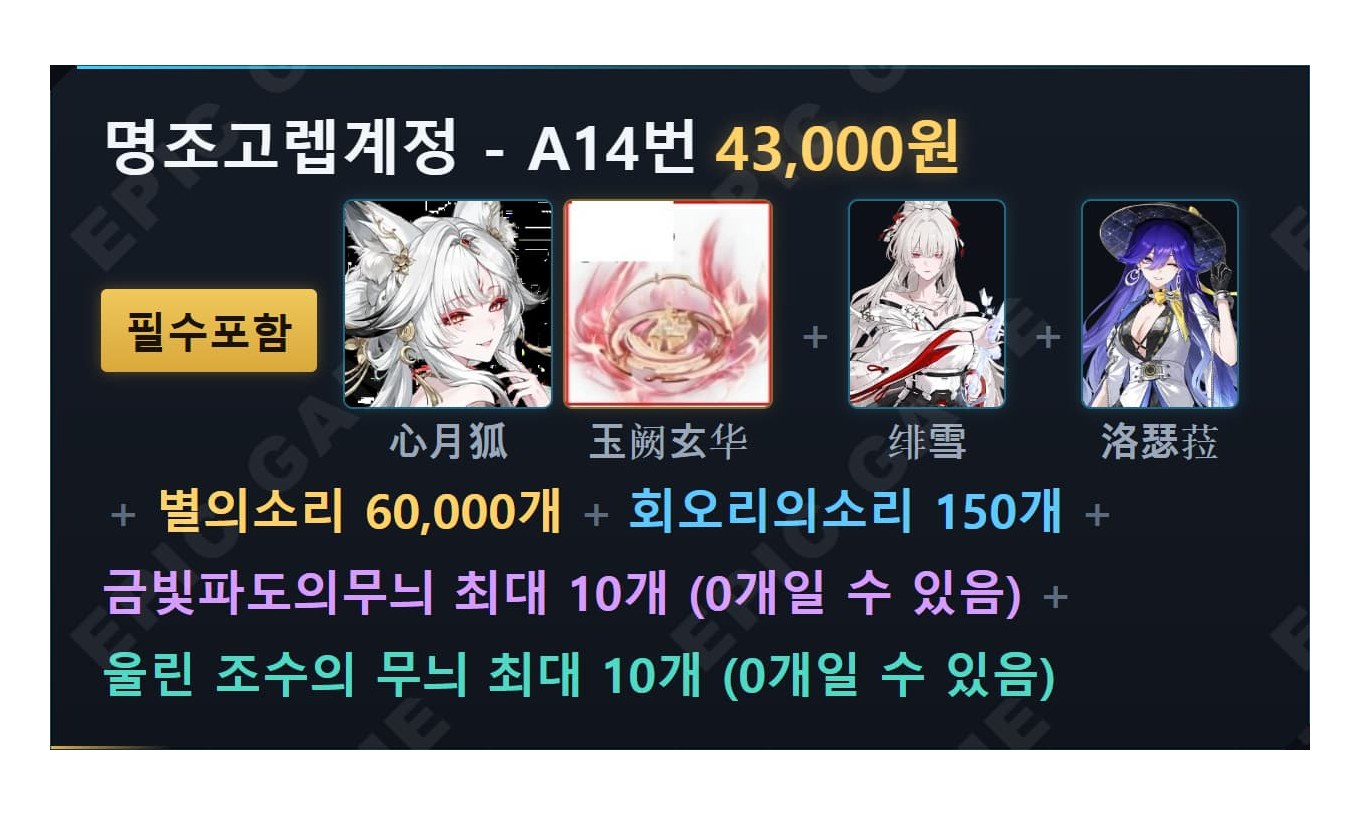 명조고렙계정 - A14번 43,000원
필수포함
+ +
心月狐 玉阙玄华 绯雪 洛瑟菈
+ 별의소리 60,000개 + 회오리의소리 150개 +
금빛파도의무늬 최대 10개 (0개일 수 있음) +
울린 조수의 무늬 최대 10개 (0개일 수 있음)
EPIC GAME